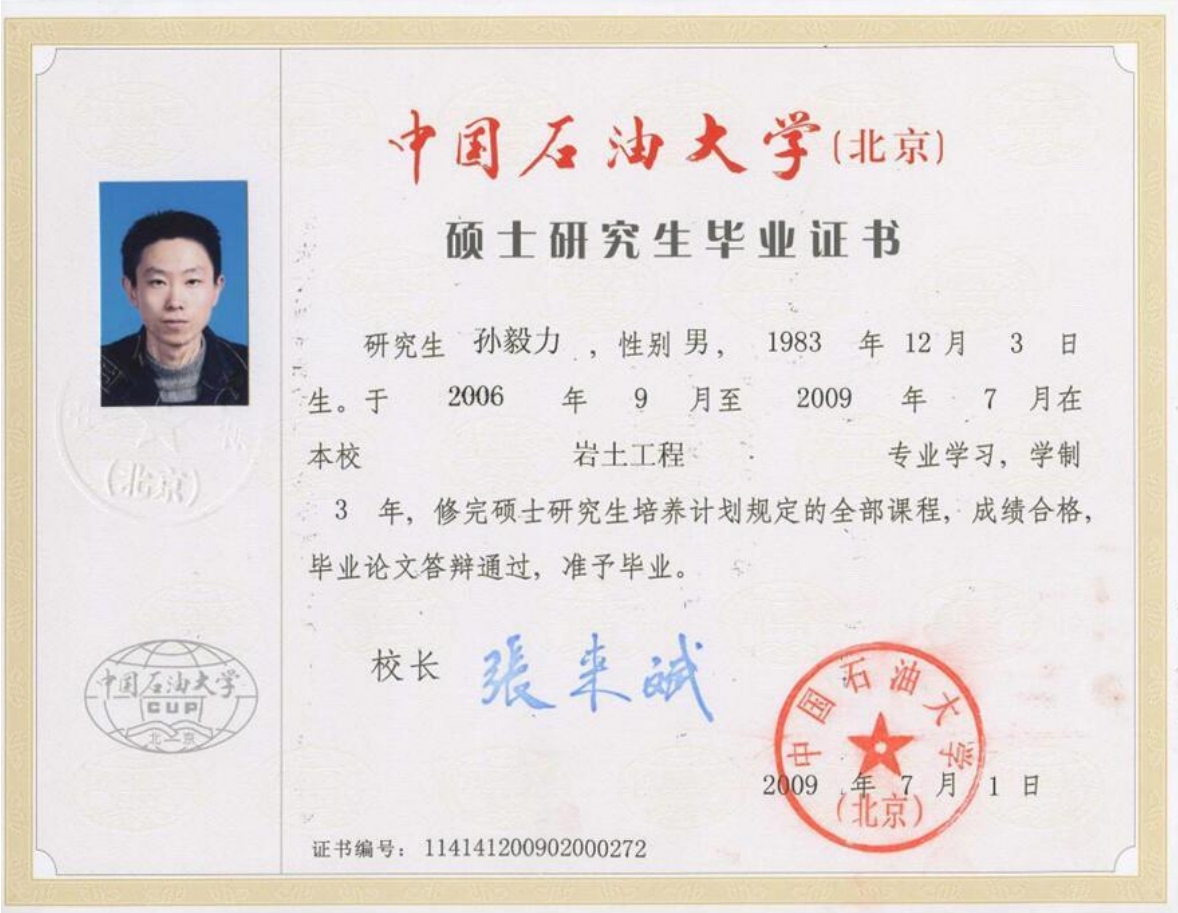 中国石油大学(北京)
硕士研究生毕业证书
研究生 孙毅力 ，性别 男， 1983 年 12 月 3 日
生。于 2006 年 9 月至 2009 年 7 月在
本校 岩土工程 专业学习，学制
3 年，修完硕士研究生培养计划规定的全部课程，成绩合格，
毕业论文答辩通过，准予毕业。
校长 張来斌
2009 年 7 月 1 日
证书编号：114141200902000272
中国石油大学
(北京)
(北京)
中国石油大学
CUP
北京